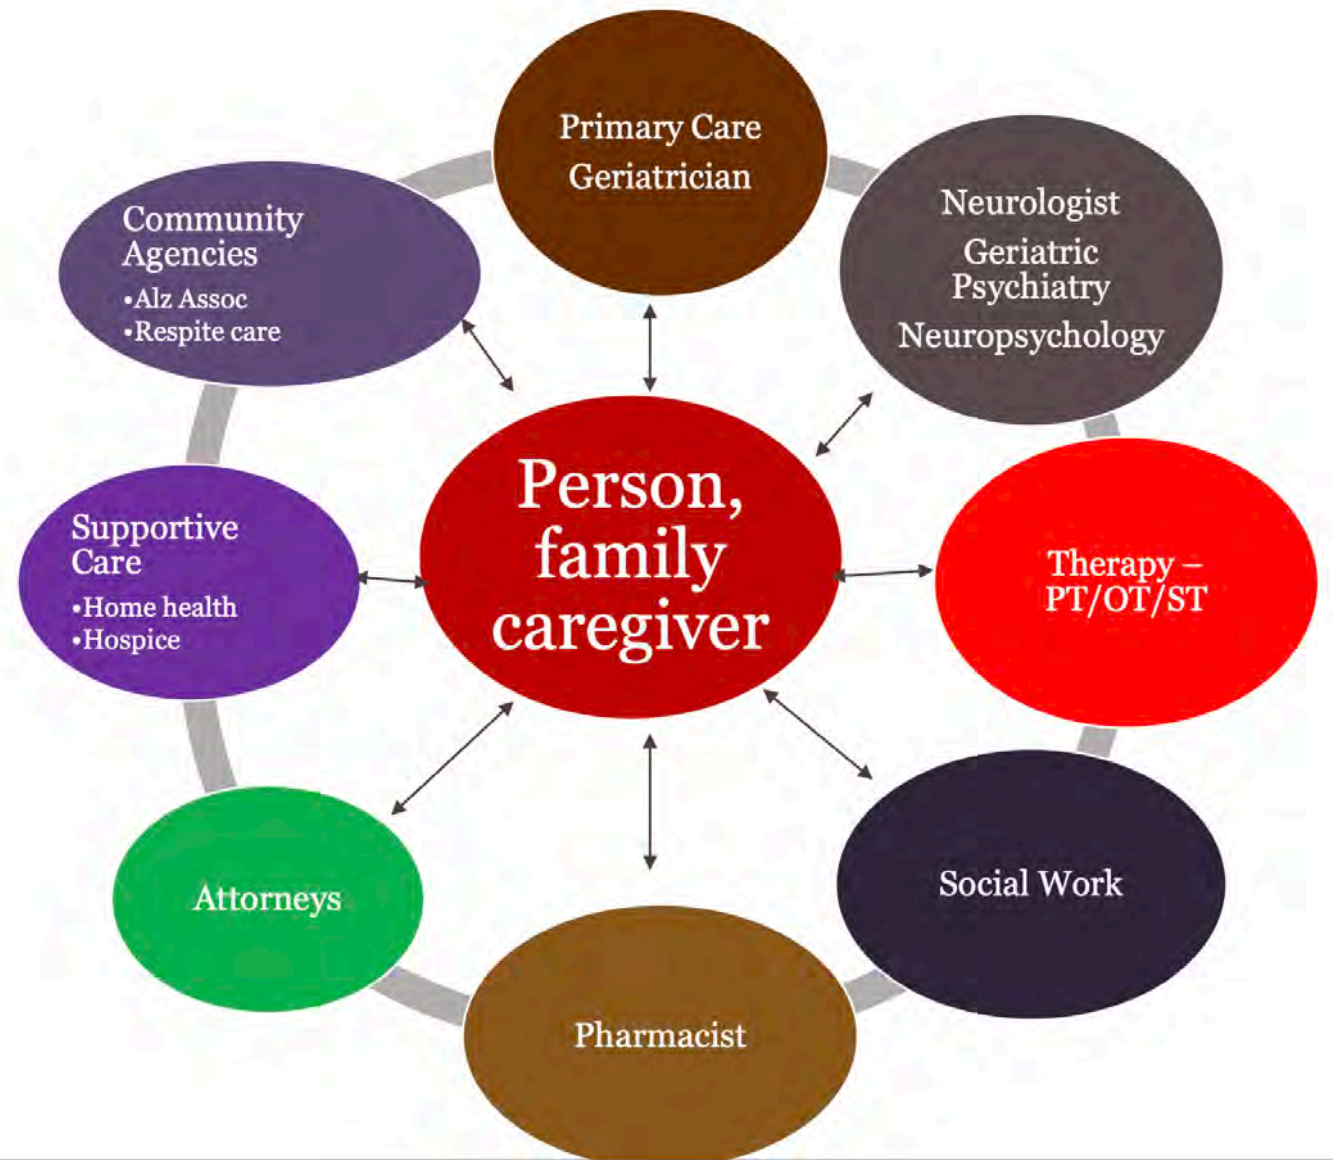 Primary Care
Geriatrician
Neurologist
Geriatric
Psychiatry
Neuropsychology
Therapy –
PT/OT/ST
Social Work
Pharmacist
Attorneys
Supportive
Care
•Home health
•Hospice
Community
Agencies
•Alz Assoc
•Respite care
Person,
family
caregiver